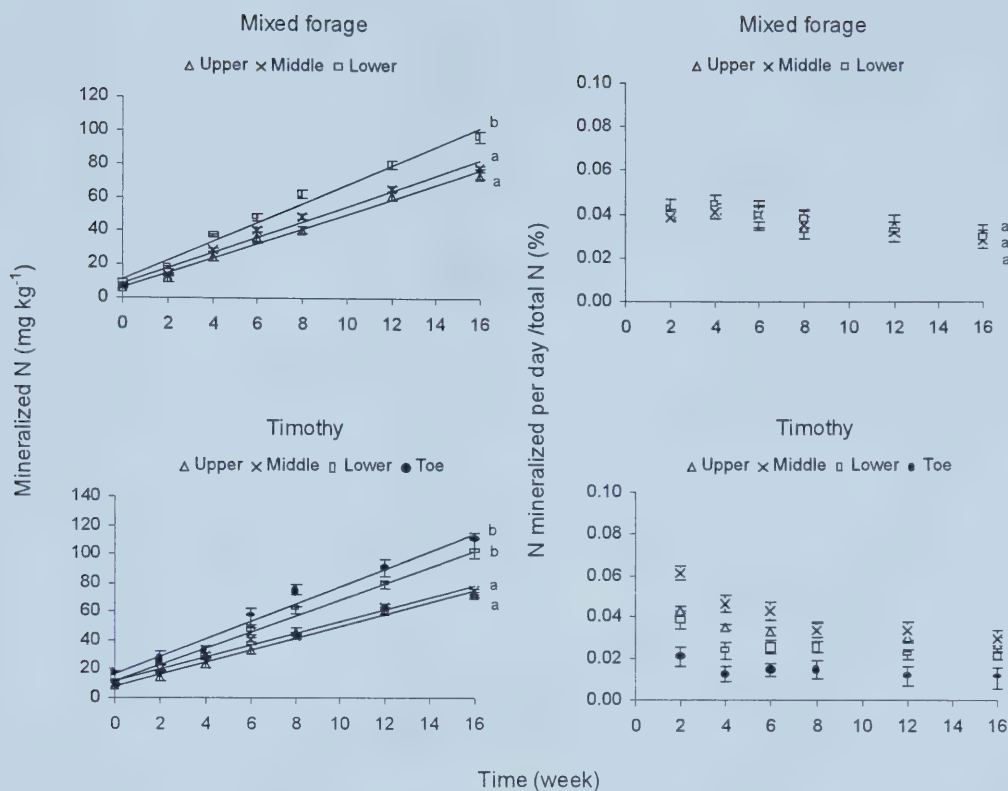 Mixed forage
△ Upper × Middle □ Lower
120
100
80
60
40
20
0
0 2 4 6 8 10 12 14 16
b
a
a
Mixed forage
△ Upper × Middle □ Lower
0.10
0.08
0.06
0.04
0.02
0.00
0 2 4 6 8 10 12 14 16
a
a
a
Mineralized N (mg kg⁻¹)
N mineralized per day /total N (%)
Timothy
△ Upper × Middle □ Lower ● Toe
140
120
100
80
60
40
20
0
0 2 4 6 8 10 12 14 16
b
b
a
a
Timothy
△ Upper × Middle □ Lower ● Toe
0.10
0.08
0.06
0.04
0.02
0.00
0 2 4 6 8 10 12 14 16
Time (week)